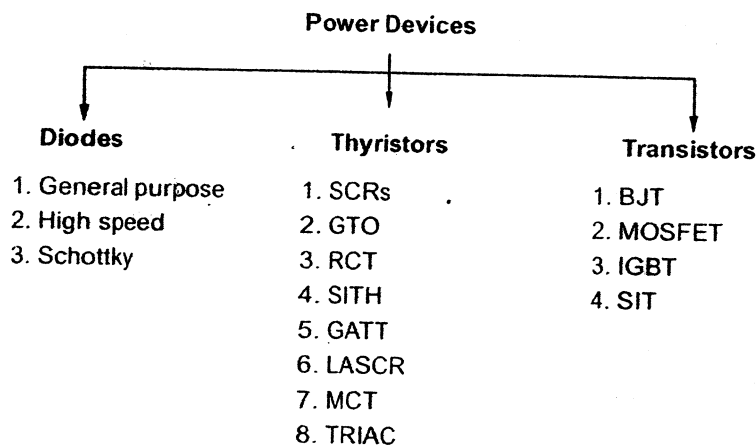 Power Devices
Diodes
1. General purpose
2. High speed
3. Schottky
Thyristors
1. SCRs
2. GTO
3. RCT
4. SITH
5. GATT
6. LASCR
7. MCT
8. TRIAC
Transistors
1. BJT
2. MOSFET
3. IGBT
4. SIT